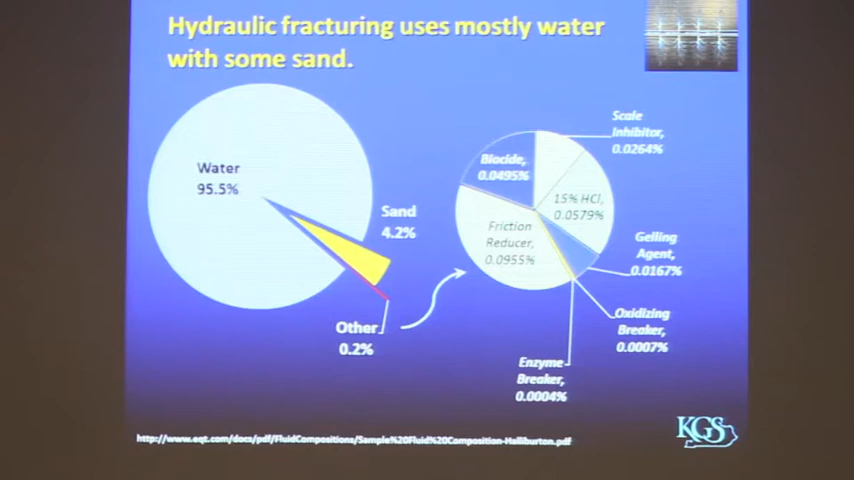 Hydraulic fracturing uses mostly water
with some sand.
Water
95.5%
Sand
4.2%
Other
0.2%
Scale
Inhibitor,
0.0264%
Biocide,
0.0495%
15% HCl,
0.0579%
Friction
Reducer,
0.0955%
Gelling
Agent,
0.0167%
Oxidizing
Breaker,
0.0007%
Enzyme
Breaker,
0.0004%
http://www.eqt.com/docs/pdf/FluidCompositions/Sample%20Fluid%20Composition-Halliburton.pdf
KGS